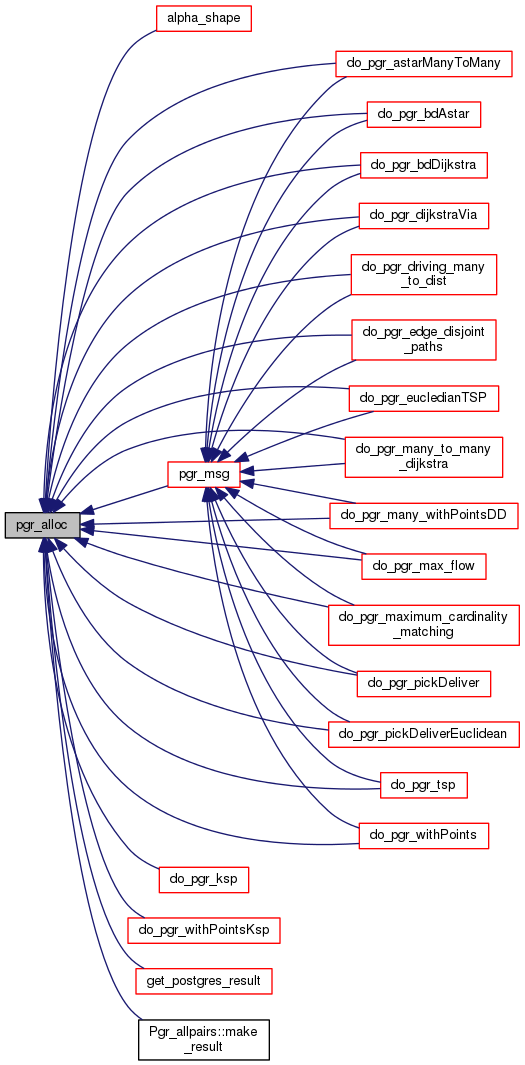 alpha_shape
do_pgr_astarManyToMany
do_pgr_bdAstar
do_pgr_bdDijkstra
do_pgr_dijkstraVia
do_pgr_driving_many
_to_dist
do_pgr_edge_disjoint
_paths
do_pgr_eucledianTSP
do_pgr_many_to_many
_dijkstra
pgr_msg
do_pgr_many_withPointsDD
pgr_alloc
do_pgr_max_flow
do_pgr_maximum_cardinality
_matching
do_pgr_pickDeliver
do_pgr_pickDeliverEuclidean
do_pgr_tsp
do_pgr_withPoints
do_pgr_ksp
do_pgr_withPointsKsp
get_postgres_result
Pgr_allpairs::make
_result